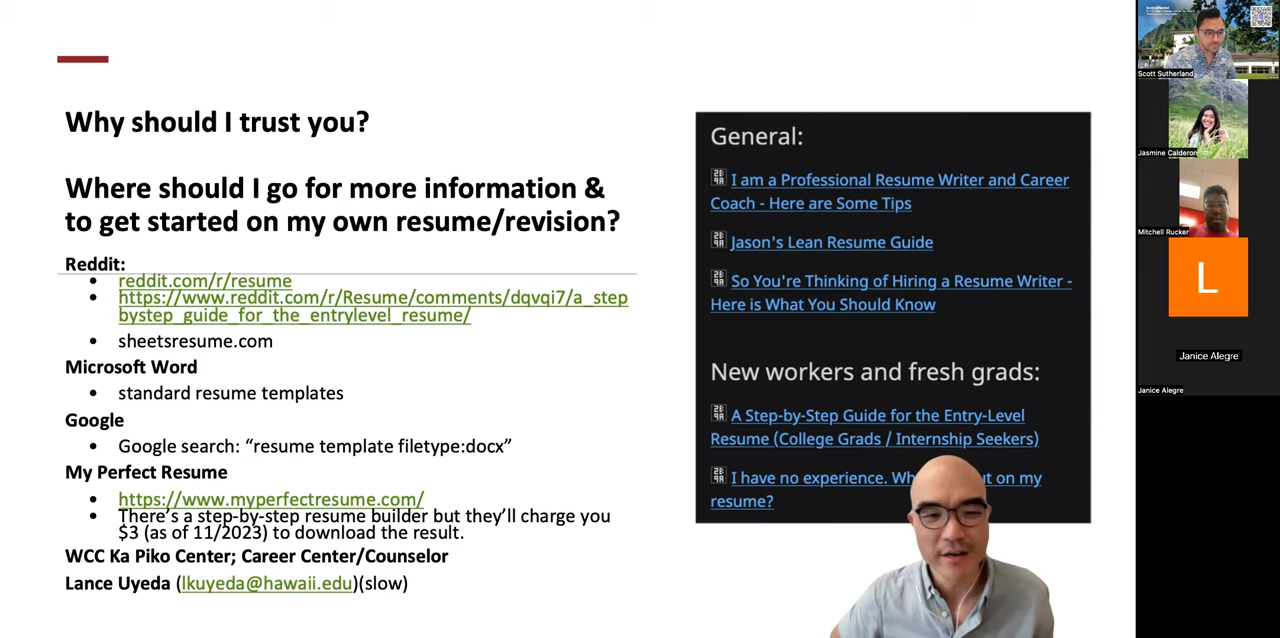 Why should I trust you?
Where should I go for more information &
to get started on my own resume/revision?
Reddit:
• reddit.com/r/resume
• https://www.reddit.com/r/Resume/comments/dqvqi7/a_step
bystep_guide_for_the_entrylevel_resume/
• sheetsresume.com
Microsoft Word
• standard resume templates
Google
• Google search: “resume template filetype:docx”
My Perfect Resume
• https://www.myperfectresume.com/
• There’s a step-by-step resume builder but they’ll charge you
$3 (as of 11/2023) to download the result.
WCC Ka Piko Center; Career Center/Counselor
Lance Uyeda (lkuyeda@hawaii.edu)(slow)
General:
I am a Professional Resume Writer and Career
Coach - Here are Some Tips
Jason's Lean Resume Guide
So You're Thinking of Hiring a Resume Writer -
Here is What You Should Know
New workers and fresh grads:
A Step-by-Step Guide for the Entry-Level
Resume (College Grads / Internship Seekers)
I have no experience. Wh ut on my
resume?
Scott Sutherland
Jasmine Calderon
Mitchell Rucker
L
Janice Alegre
Janice Alegre